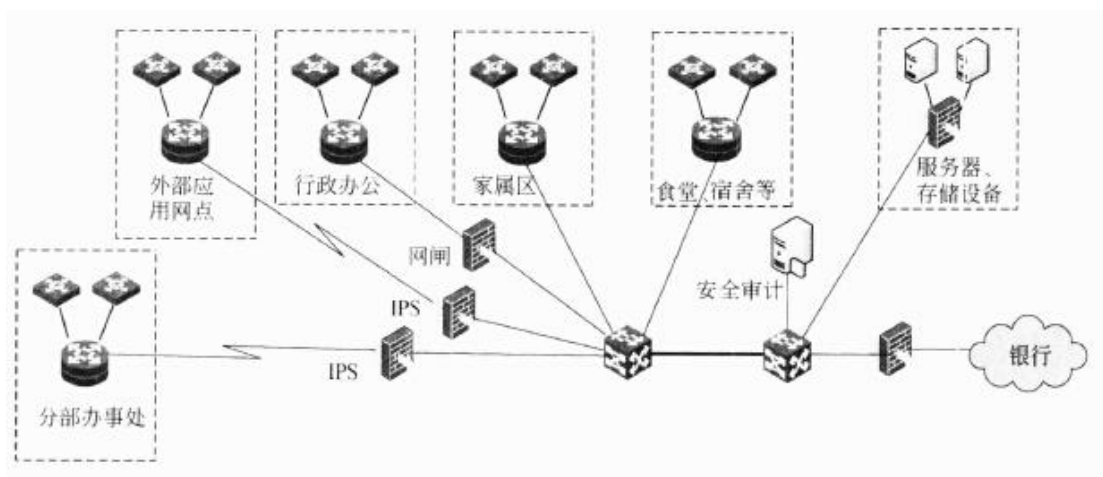 外部应
用网点
行政办公
家属区
食堂、宿舍等
服务器、
存储设备
网闸
安全审计
IPS
IPS
银行
分部办事处